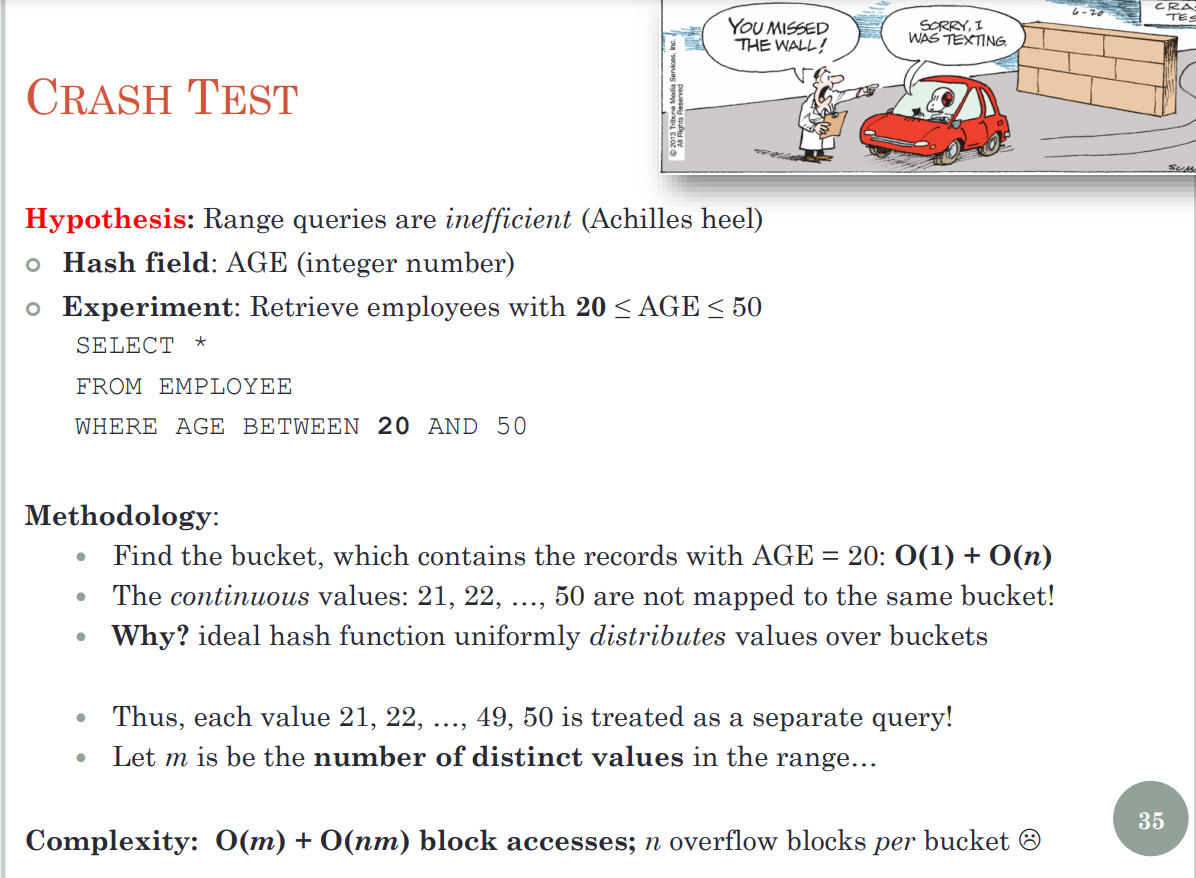 YOU MISSED
THE WALL!
SORRY, I
WAS TEXTING.
6-20
CRA
TES
© 2013 Tribune Media Services, Inc.
All Rights Reserved
CRASH TEST
Hypothesis: Range queries are inefficient (Achilles heel)
Hash field: AGE (integer number)
Experiment: Retrieve employees with 20 ≤ AGE ≤ 50
SELECT *
FROM EMPLOYEE
WHERE AGE BETWEEN 20 AND 50
Methodology:
• Find the bucket, which contains the records with AGE = 20: O(1) + O(n)
• The continuous values: 21, 22, …, 50 are not mapped to the same bucket!
• Why? ideal hash function uniformly distributes values over buckets
• Thus, each value 21, 22, …, 49, 50 is treated as a separate query!
• Let m is be the number of distinct values in the range…
35
Complexity: O(m) + O(nm) block accesses; n overflow blocks per bucket ☹